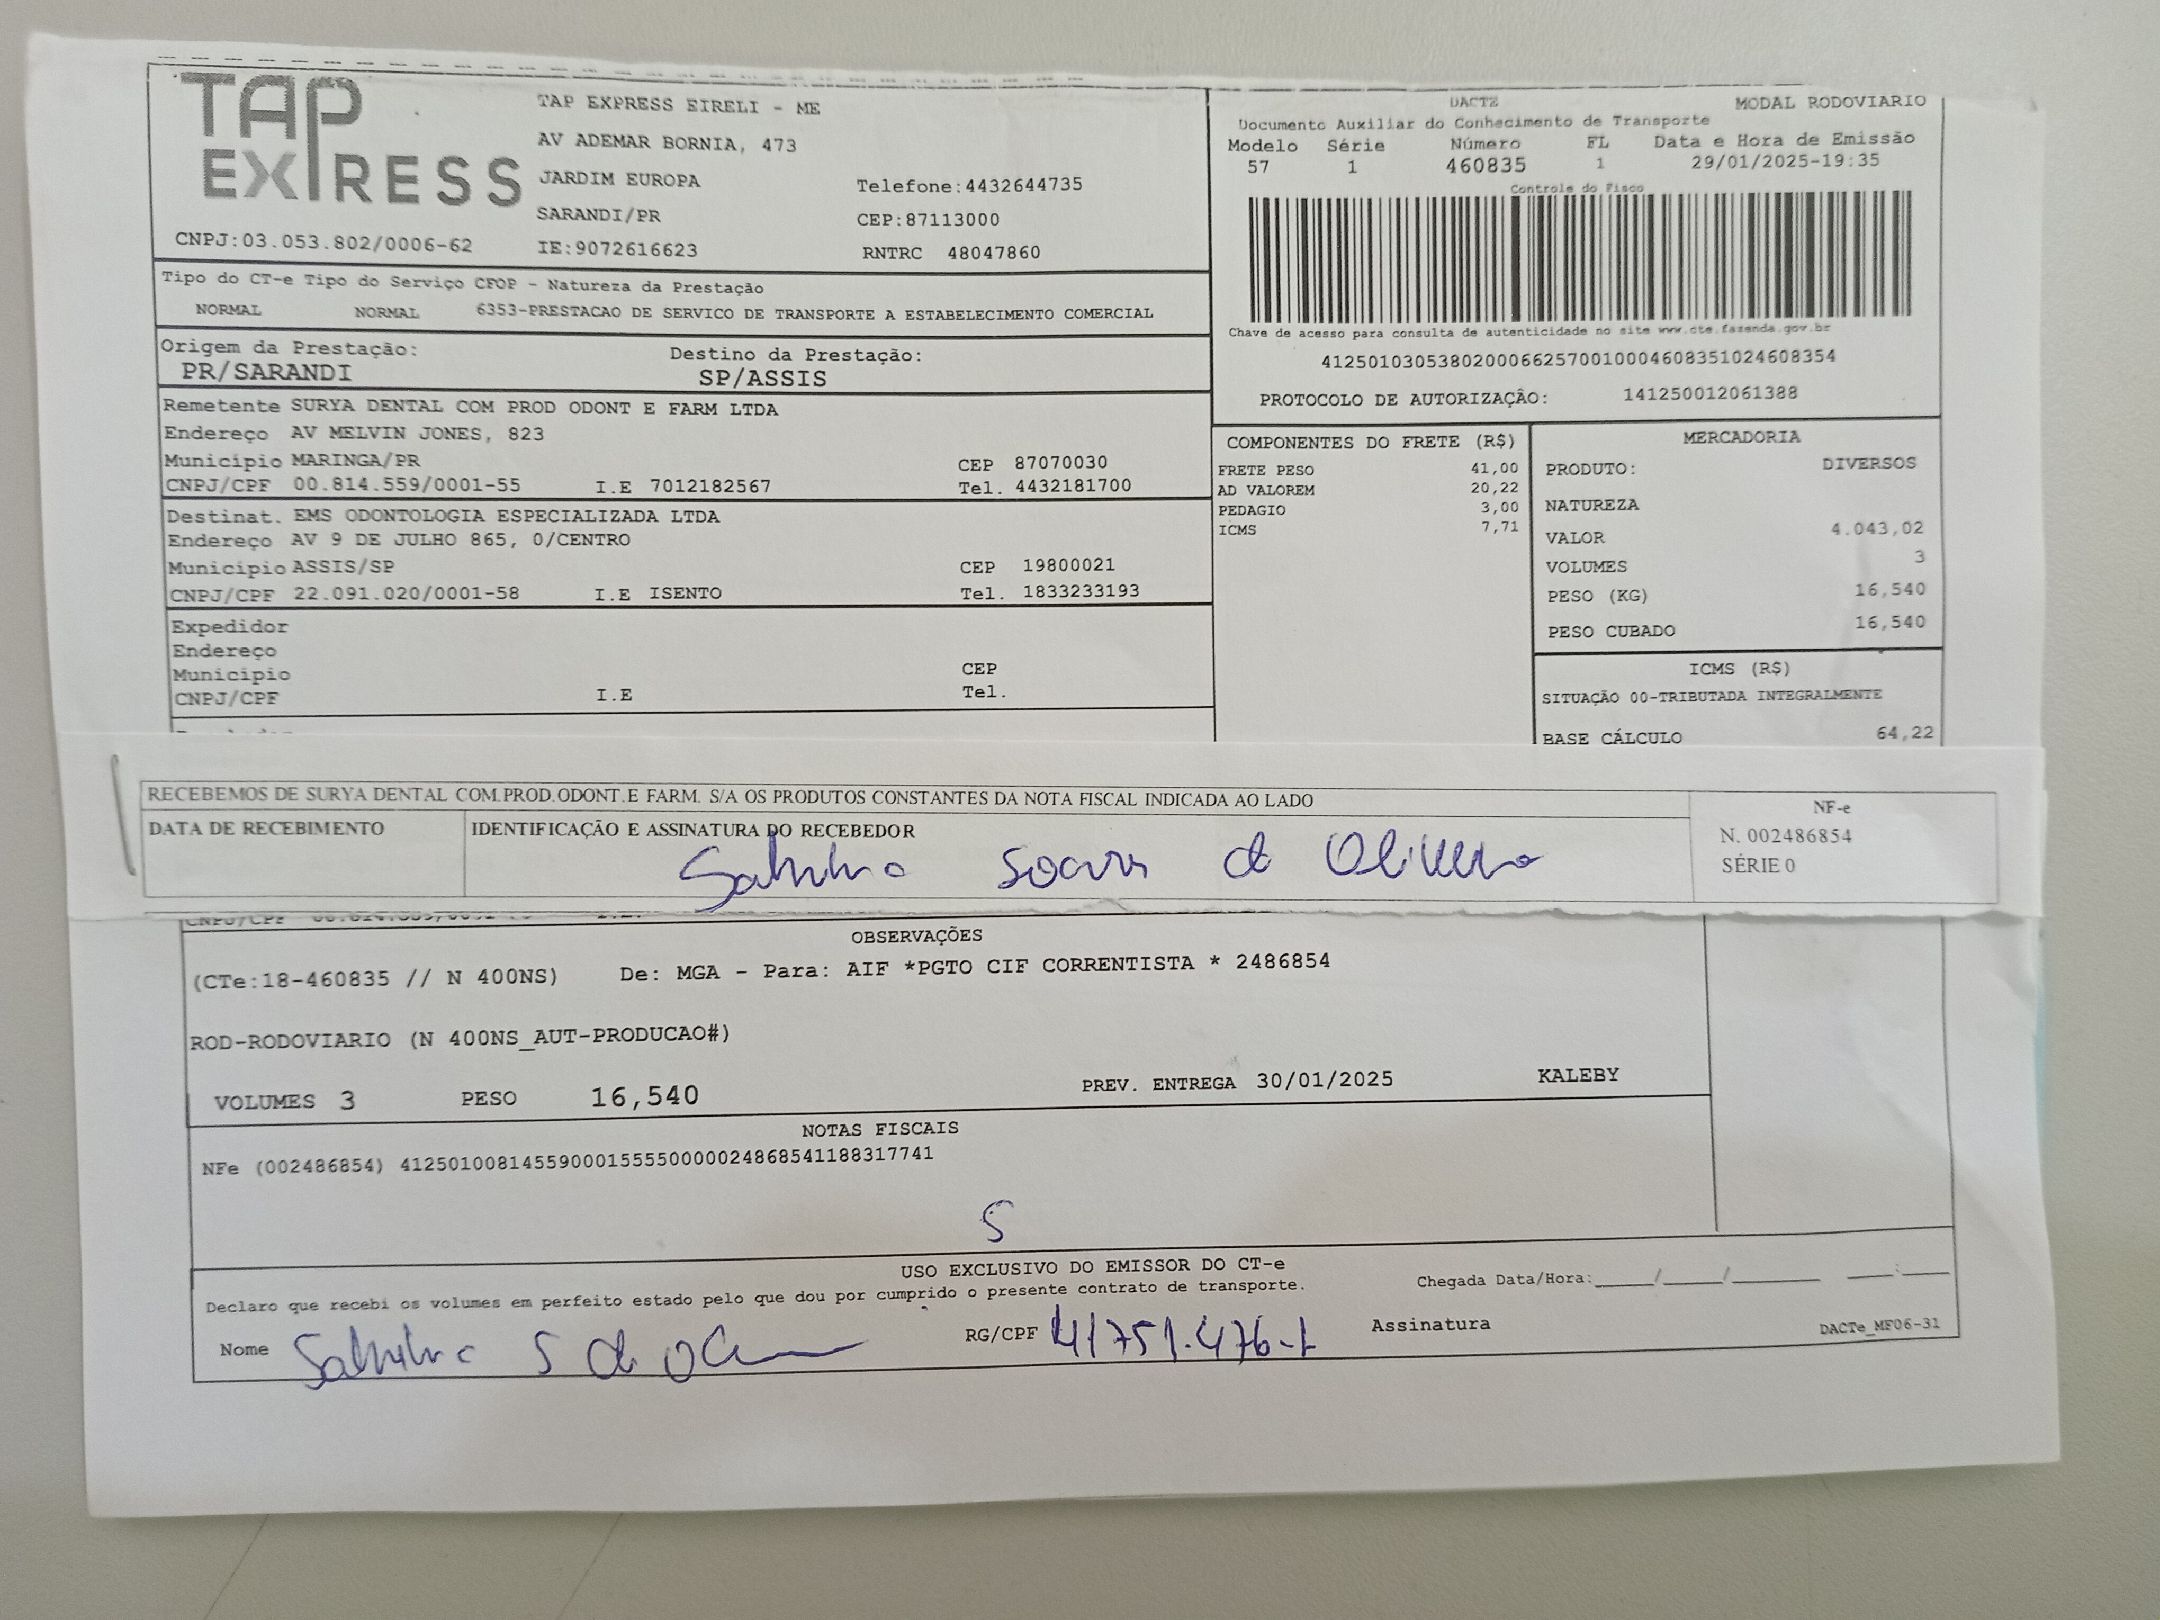 TAP
EXPRESS
TAP EXPRESS EIRELI - ME
AV ADEMAR BORNIA, 473
JARDIM EUROPA Telefone:4432644735
SARANDI/PR CEP:87113000
CNPJ:03.053.802/0006-62 IE:9072616623 RNTRC 48047860
DACTE MODAL RODOVIARIO
Documento Auxiliar do Conhecimento de Transporte
Modelo Série Número FL Data e Hora de Emissão
57 1 460835 1 29/01/2025-19:35
Controle do Fisco
Chave de acesso para consulta de autenticidade no site www.cte.fazenda.gov.br
41250103053802000662570010004608351024608354
PROTOCOLO DE AUTORIZAÇÃO: 141250012061388
Tipo do CT-e Tipo do Serviço CFOP - Natureza da Prestação
NORMAL NORMAL 6353-PRESTACAO DE SERVICO DE TRANSPORTE A ESTABELECIMENTO COMERCIAL
Origem da Prestação: Destino da Prestação:
PR/SARANDI SP/ASSIS
Remetente SURYA DENTAL COM PROD ODONT E FARM LTDA
Endereço AV MELVIN JONES, 823
Município MARINGA/PR CEP 87070030
CNPJ/CPF 00.814.559/0001-55 I.E 7012182567 Tel. 4432181700
Destinat. EMS ODONTOLOGIA ESPECIALIZADA LTDA
Endereço AV 9 DE JULHO 865, 0/CENTRO
Município ASSIS/SP CEP 19800021
CNPJ/CPF 22.091.020/0001-58 I.E ISENTO Tel. 1833233193
Expedidor
Endereço
Município CEP
CNPJ/CPF I.E Tel.
COMPONENTES DO FRETE (R$)
FRETE PESO 41,00
AD VALOREM 20,22
PEDAGIO 3,00
ICMS 7,71
MERCADORIA
PRODUTO: DIVERSOS
NATUREZA
VALOR 4.043,02
VOLUMES 3
PESO (KG) 16,540
PESO CUBADO 16,540
ICMS (R$)
SITUAÇÃO 00-TRIBUTADA INTEGRALMENTE
BASE CÁLCULO 64,22
RECEBEMOS DE SURYA DENTAL COM.PROD.ODONT.E FARM. S/A OS PRODUTOS CONSTANTES DA NOTA FISCAL INDICADA AO LADO
DATA DE RECEBIMENTO IDENTIFICAÇÃO E ASSINATURA DO RECEBEDOR
Soares de Oliveira
NF-e
N. 002486854
SÉRIE 0
CNPJ/CPF
OBSERVAÇÕES
(CTe:18-460835 // N 400NS) De: MGA - Para: AIF *PGTO CIF CORRENTISTA * 2486854
ROD-RODOVIARIO (N 400NS_AUT-PRODUCAO#)
VOLUMES 3 PESO 16,540 PREV. ENTREGA 30/01/2025 KALEBY
NOTAS FISCAIS
NFe (002486854) 41250100814559000155550000024868541188317741
S
USO EXCLUSIVO DO EMISSOR DO CT-e
Declaro que recebi os volumes em perfeito estado pelo que dou por cumprido o presente contrato de transporte. Chegada Data/Hora:____/____/______ ___:___
Nome S de RG/CPF 41751.476-1 Assinatura DACTe_MF06-31